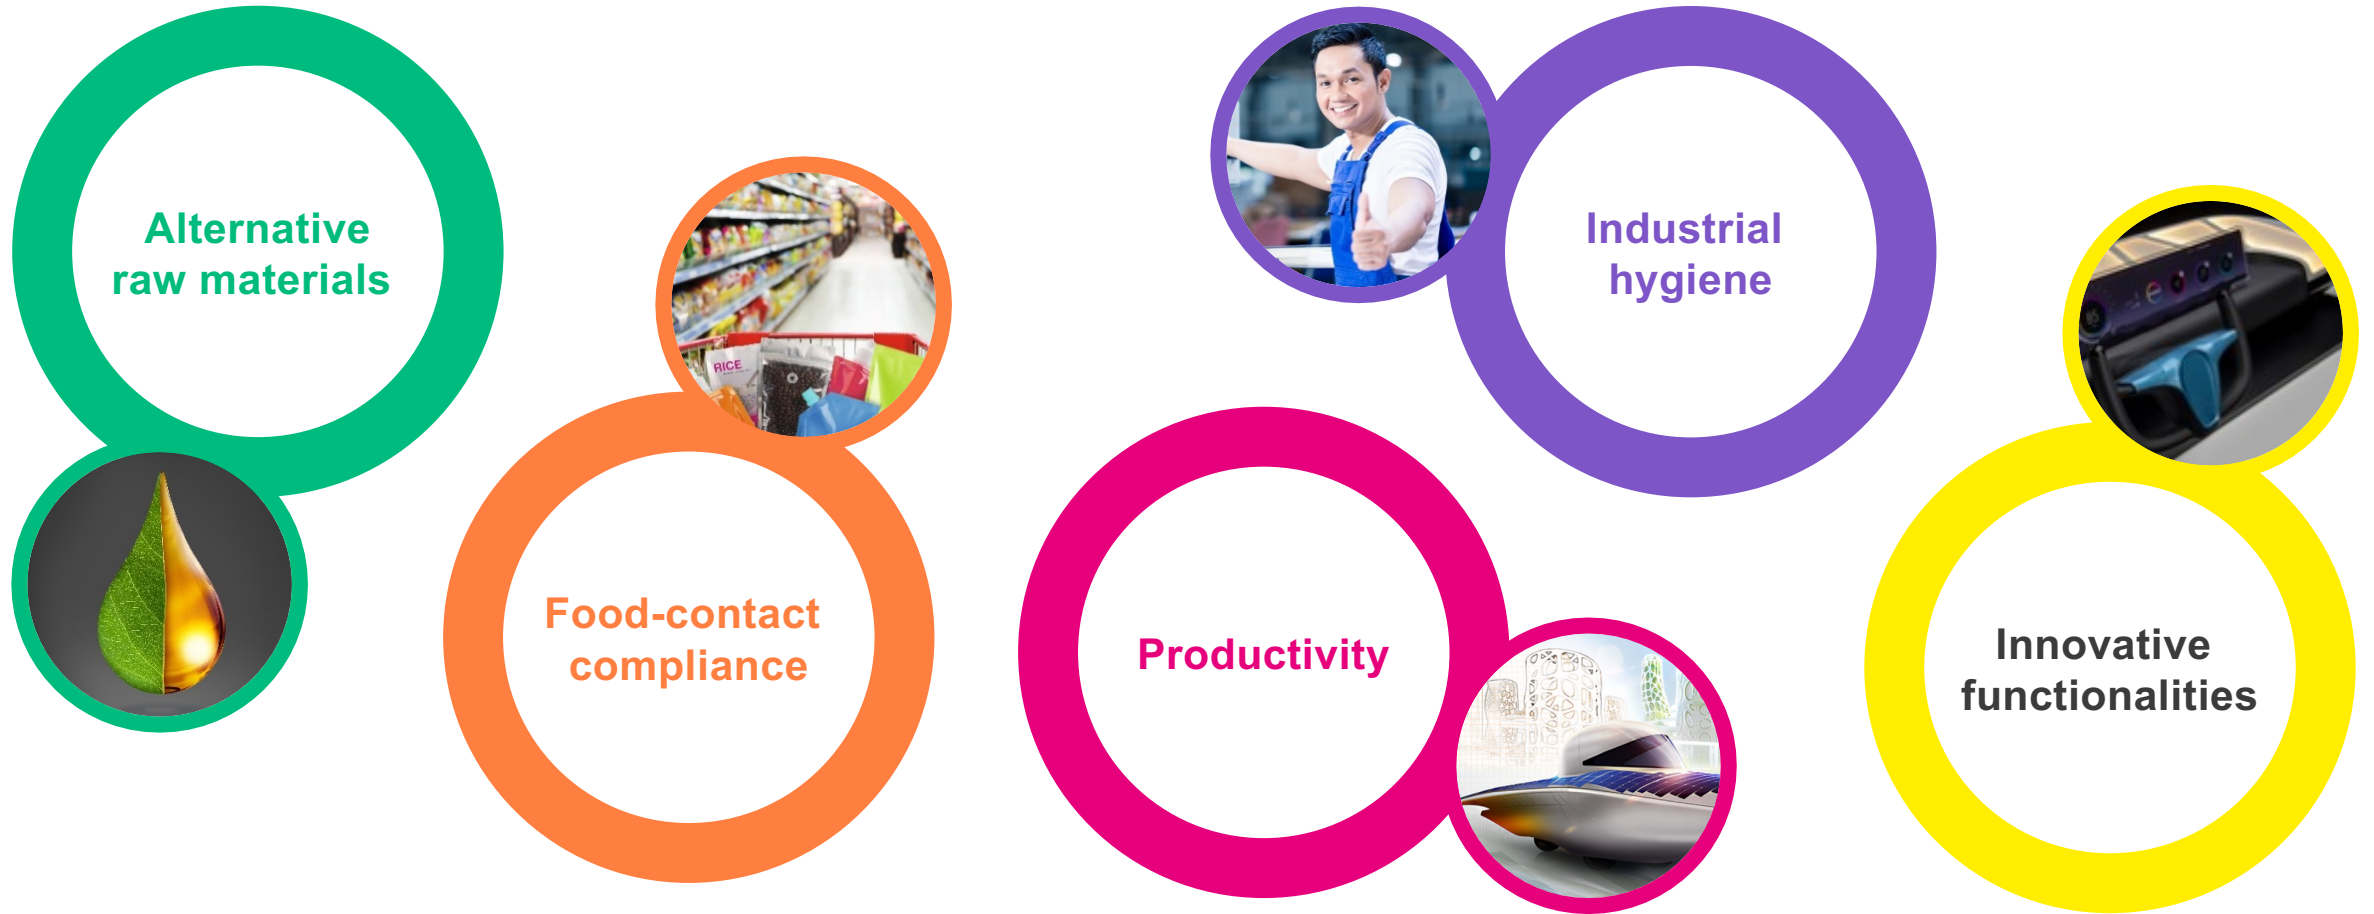 Alternative
raw materials
RICE
Food-contact
compliance
Productivity
Industrial
hygiene
Innovative
functionalities